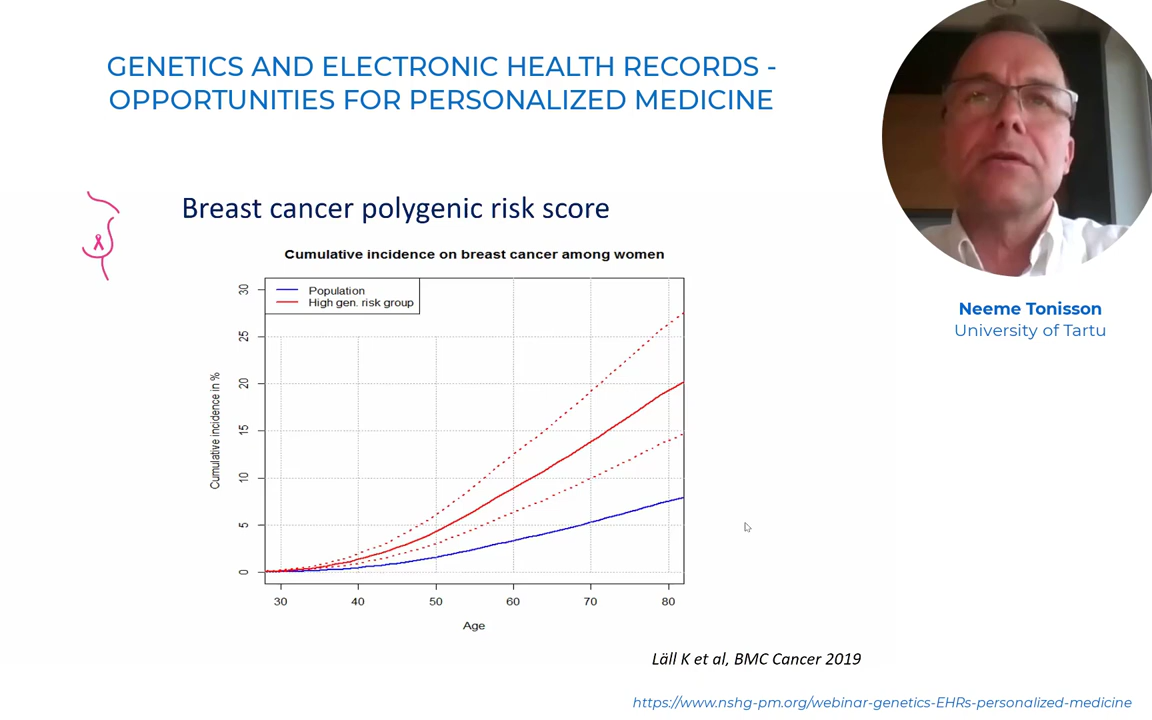 GENETICS AND ELECTRONIC HEALTH RECORDS -
OPPORTUNITIES FOR PERSONALIZED MEDICINE
Breast cancer polygenic risk score
Cumulative incidence on breast cancer among women
Population
High gen. risk group
30
25
20
15
10
5
0
Cumulative incidence in %
30 40 50 60 70 80
Age
Läll K et al, BMC Cancer 2019
Neeme Tonisson
University of Tartu
https://www.nshg-pm.org/webinar-genetics-EHRs-personalized-medicine